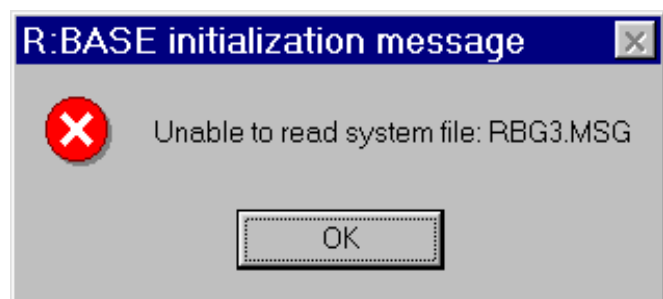 R:BASE initialization message
Unable to read system file: RBG3.MSG
OK